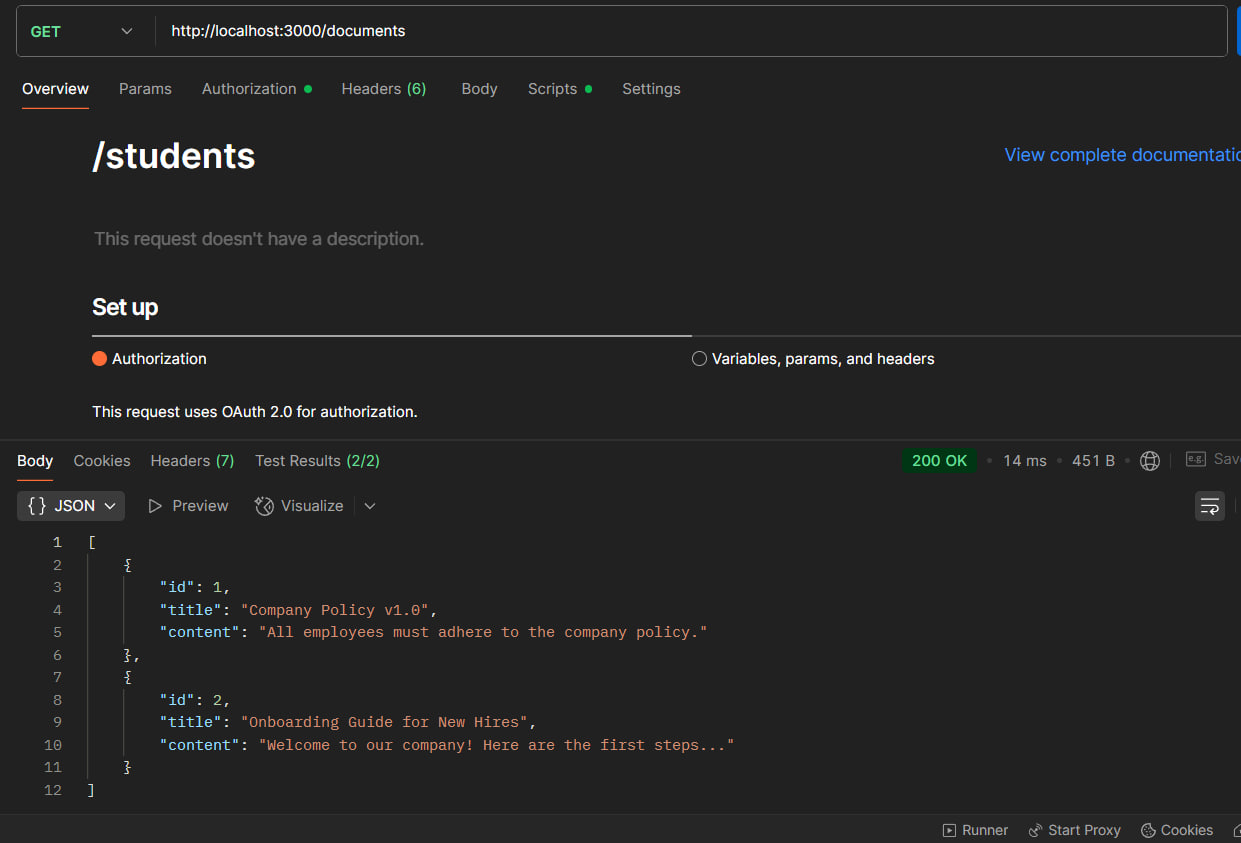 GET http://localhost:3000/documents
Overview Params Authorization Headers (6) Body Scripts Settings
/students
View complete documentatio
This request doesn't have a description.
Set up
Authorization
Variables, params, and headers
This request uses OAuth 2.0 for authorization.
Body Cookies Headers (7) Test Results (2/2) 200 OK 14 ms 451 B e.g. Save
{} JSON Preview Visualize
1 [
2 {
3 "id": 1,
4 "title": "Company Policy v1.0",
5 "content": "All employees must adhere to the company policy."
6 },
7 {
8 "id": 2,
9 "title": "Onboarding Guide for New Hires",
10 "content": "Welcome to our company! Here are the first steps..."
11 }
12 ]
Runner Start Proxy Cookies